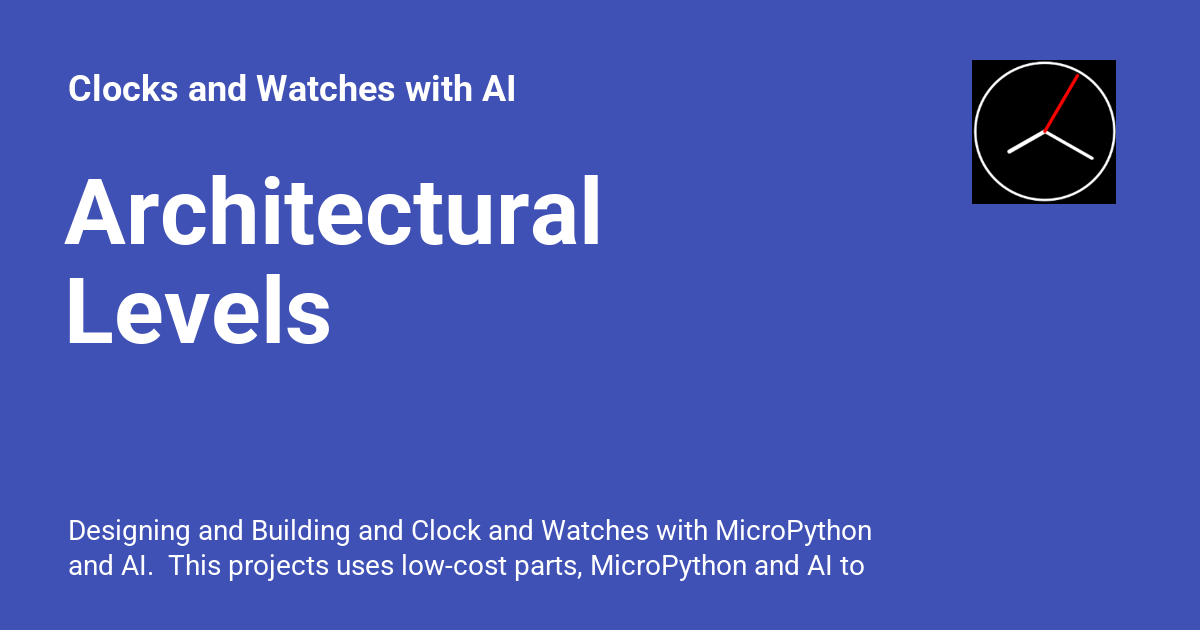 Clocks and Watches with AI
Architectural
Levels
Designing and Building and Clock and Watches with MicroPython
and AI.  This projects uses low-cost parts, MicroPython and AI to